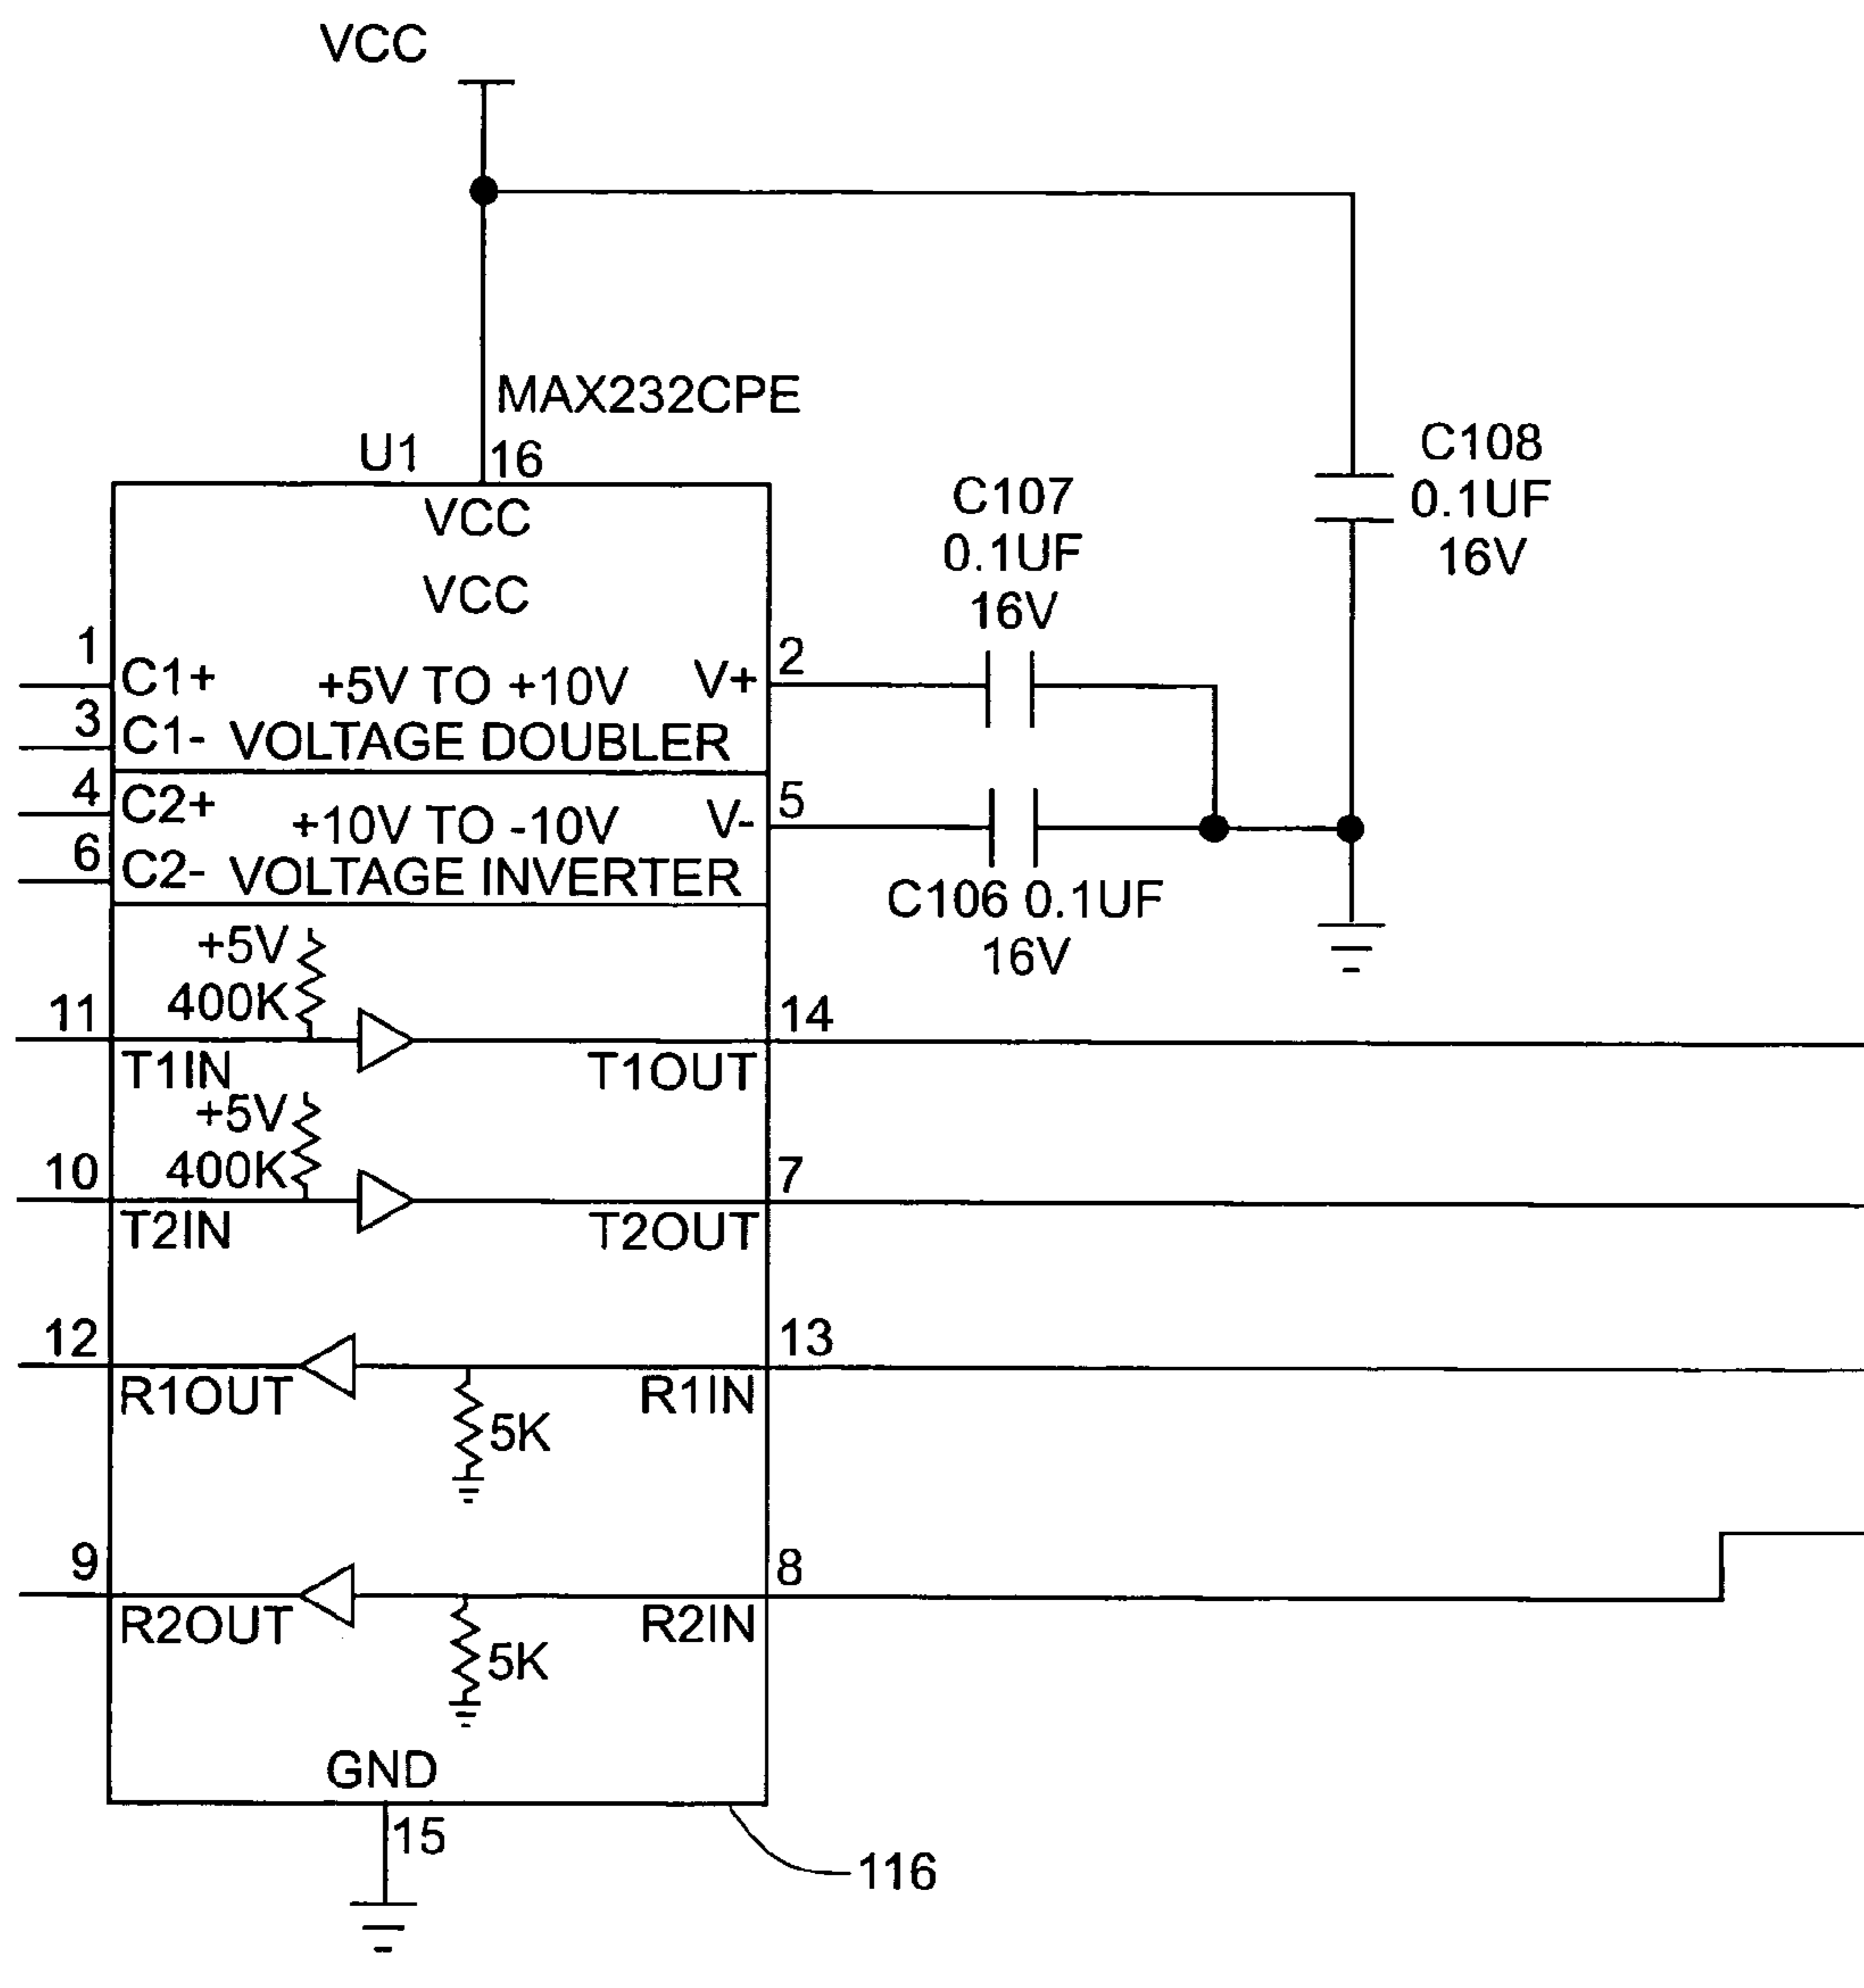 VCC
MAX232CPE
U1
16
VCC
VCC
C107
0.1UF
16V
C108
0.1UF
16V
1
C1+
+5V TO +10V
V+
2
3
C1-
VOLTAGE DOUBLER
4
C2+
+10V TO -10V
V-
5
6
C2-
VOLTAGE INVERTER
C106 0.1UF
16V
+5V
400K
11
14
T1IN
T1OUT
+5V
400K
10
7
T2IN
T2OUT
12
13
R1OUT
R1IN
5K
9
8
R2OUT
R2IN
5K
GND
15
116